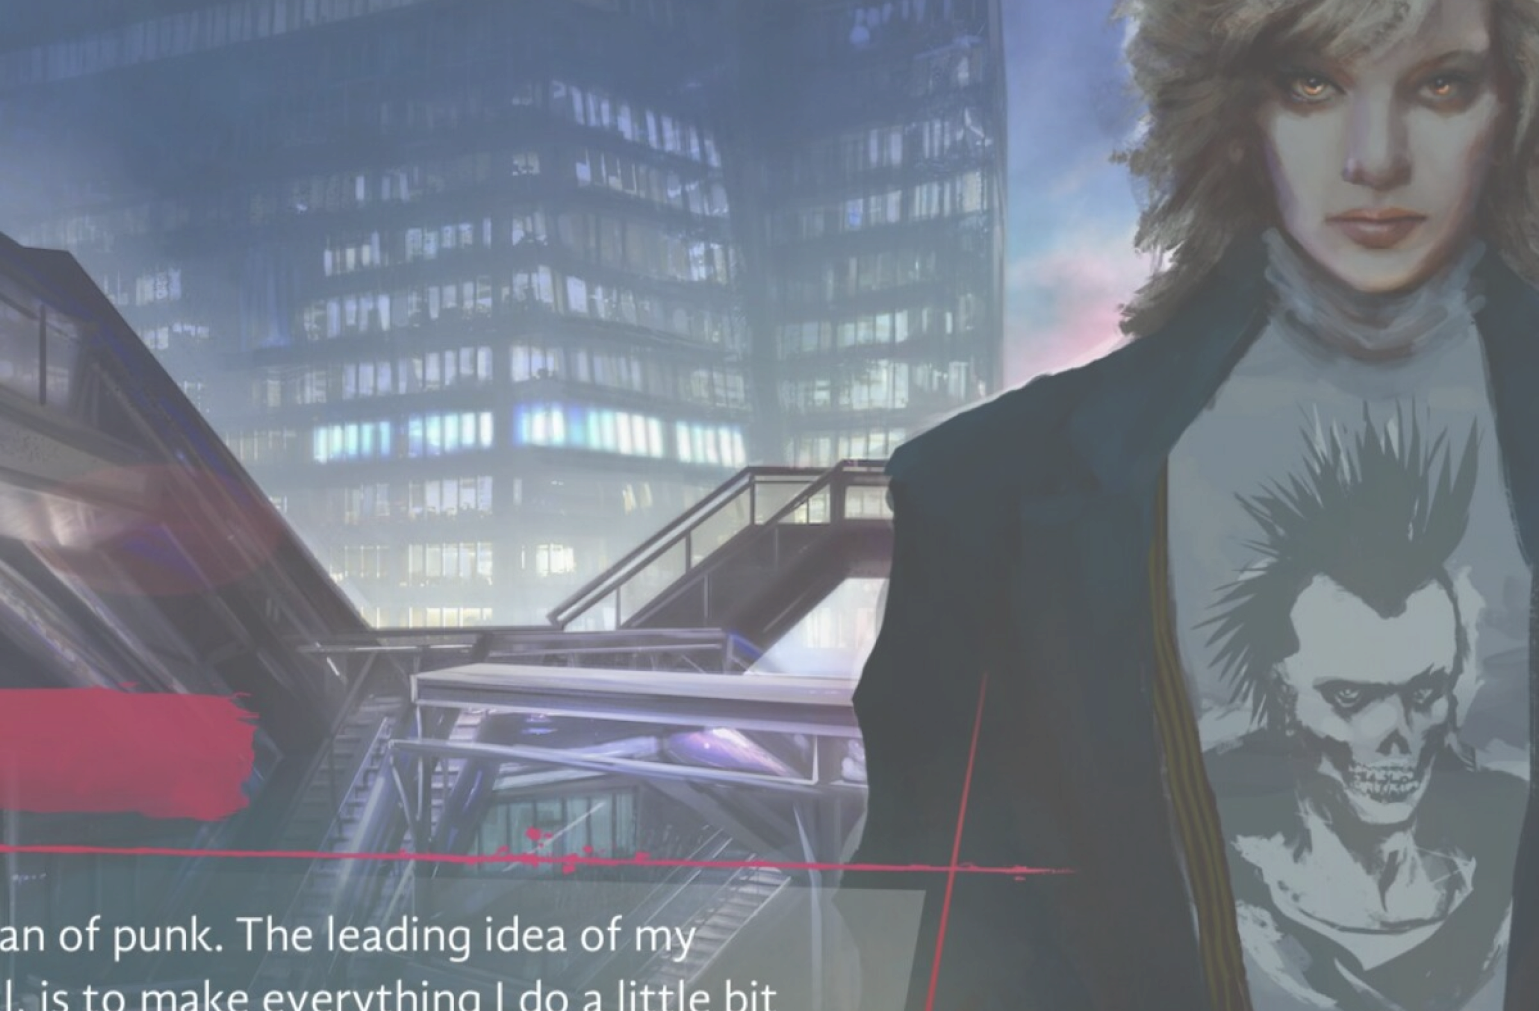 an of punk. The leading idea of my
l, is to make everything I do a little bit